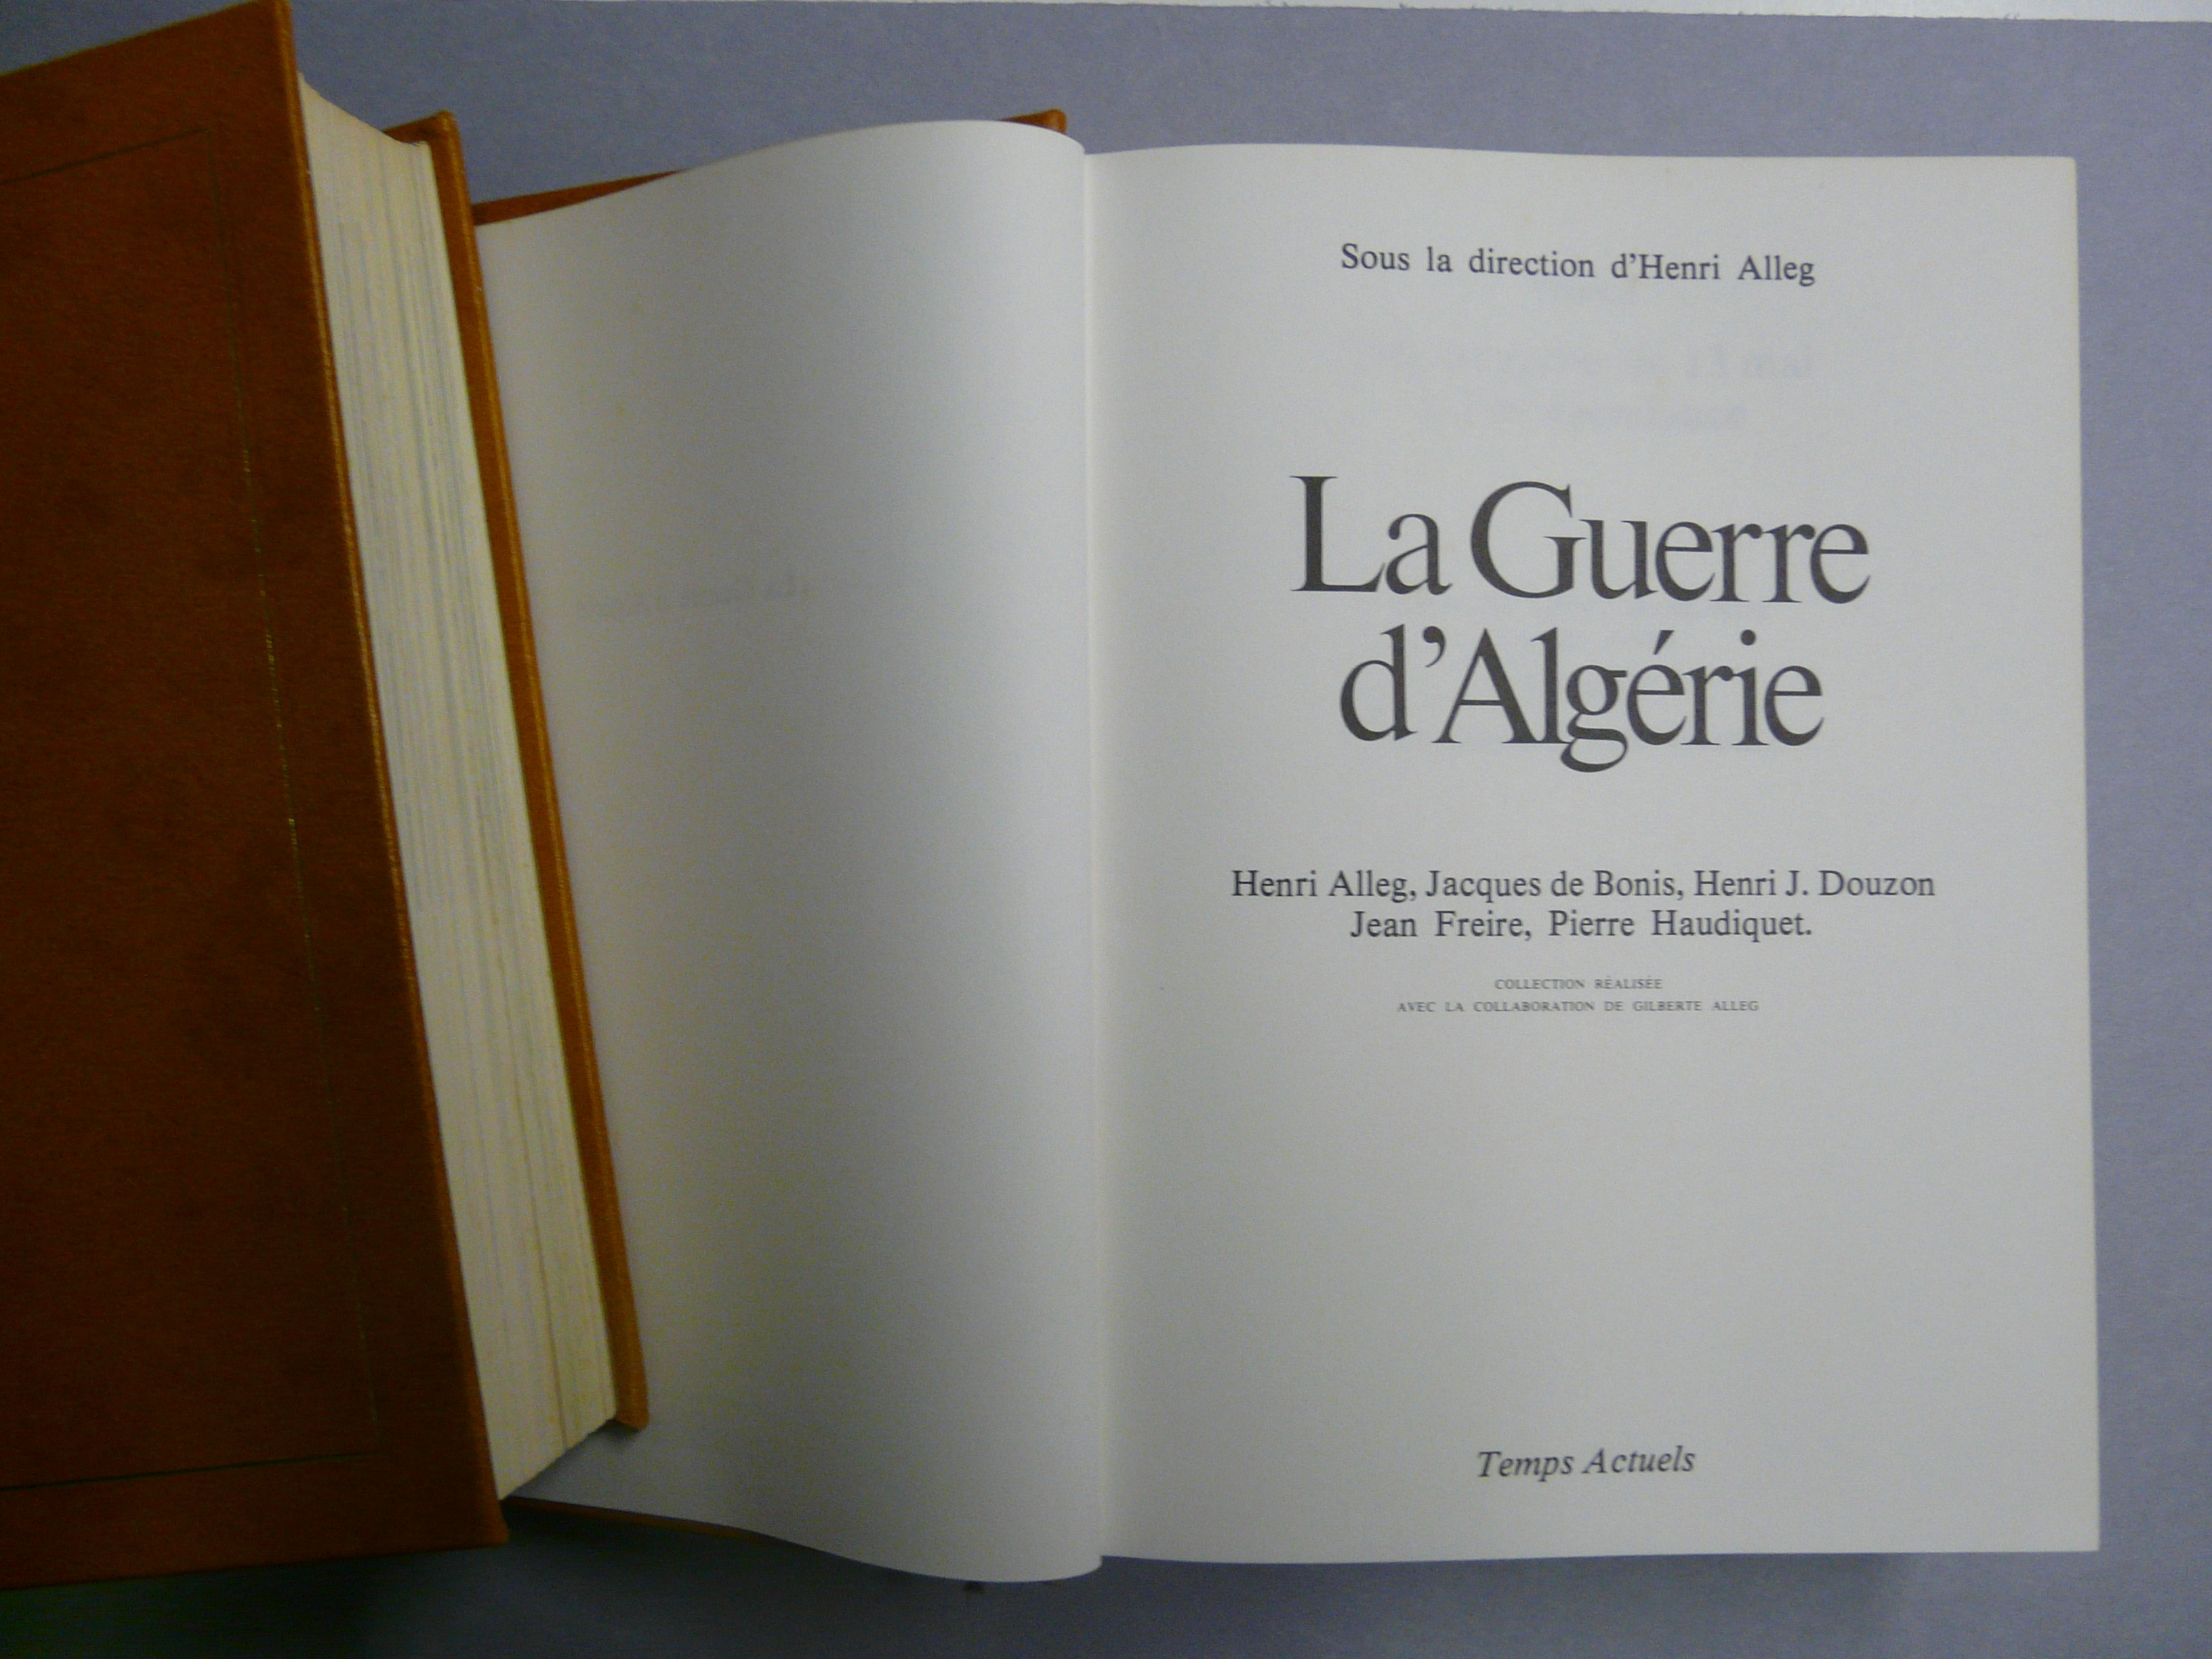 Sous la direction d'Henri Alleg
La Guerre
d'Algérie
Henri Alleg, Jacques de Bonis, Henri J. Douzon
Jean Freire, Pierre Haudiquet.
COLLECTION RÉALISÉE
AVEC LA COLLABORATION DE GILBERTE ALLEG
Temps Actuels